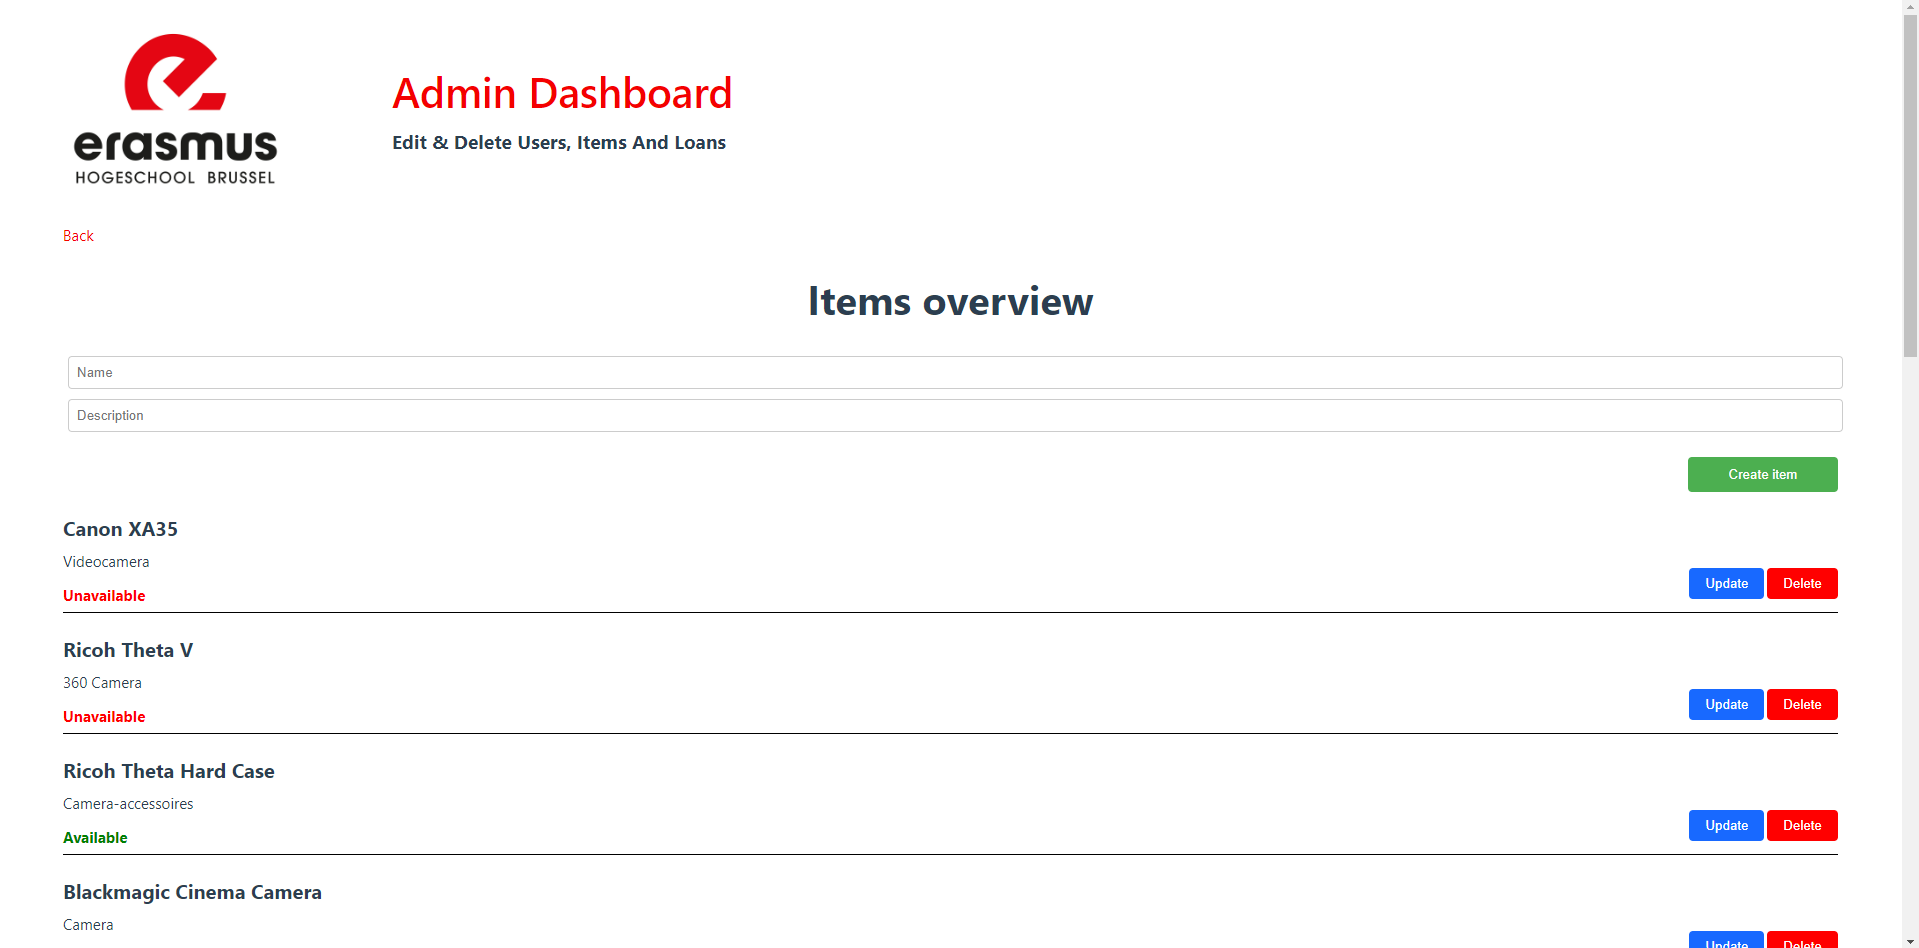 erasmus
HOGESCHOOL BRUSSEL
Admin Dashboard
Edit & Delete Users, Items And Loans
Back
Items overview
Name
Description
Create item
Canon XA35
Videocamera
Unavailable
Update Delete
Ricoh Theta V
360 Camera
Unavailable
Update Delete
Ricoh Theta Hard Case
Camera-accessoires
Available
Update Delete
Blackmagic Cinema Camera
Camera
Update Delete